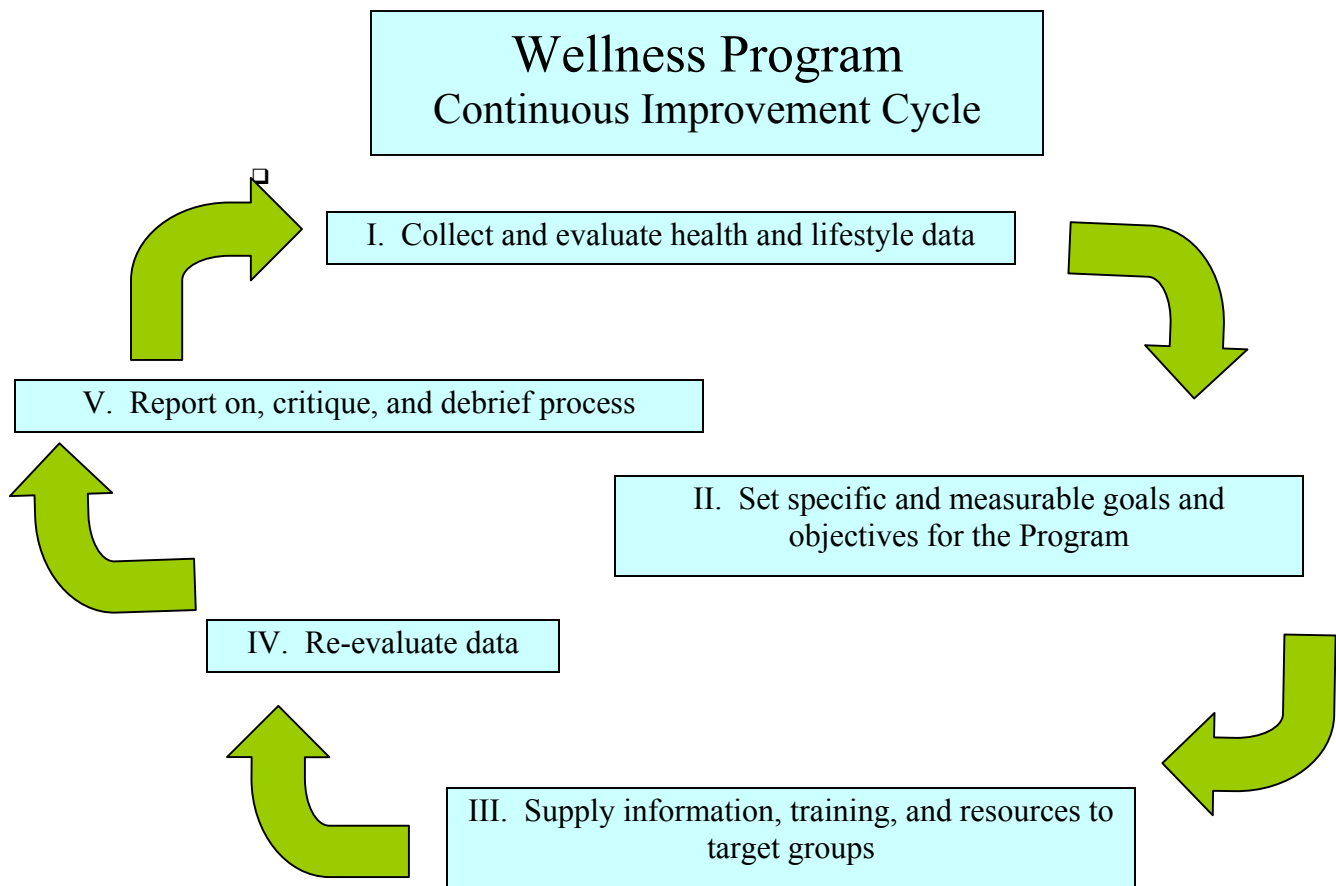 Wellness Program
Continuous Improvement Cycle
I. Collect and evaluate health and lifestyle data
V. Report on, critique, and debrief process
II. Set specific and measurable goals and
objectives for the Program
IV. Re-evaluate data
III. Supply information, training, and resources to
target groups